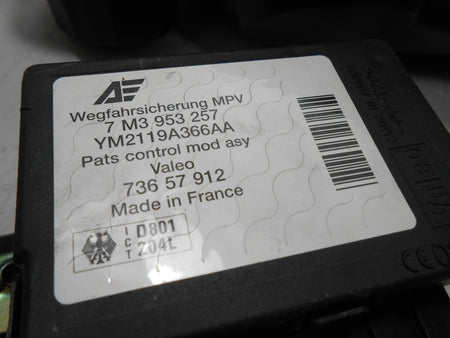 AE
Wegfahrsicherung MPV
7 M3 953 257
YM2119A366AA
Pats control mod asy
Valeo
736 57 912
Made in France
I
C
T
D801
204L